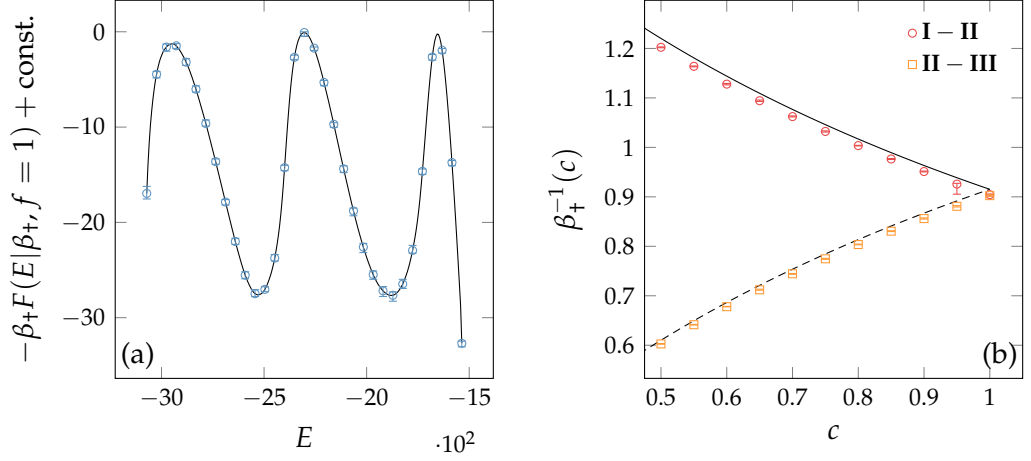 −β₊F(E|β₊, f = 1) + const.
0
−10
−20
−30
(a)
−30
−25
−20
−15
E
·10²
β₊⁻¹(c)
1.2
1.1
1
0.9
0.8
0.7
0.6
I – II
II – III
(b)
0.5
0.6
0.7
0.8
0.9
1
c